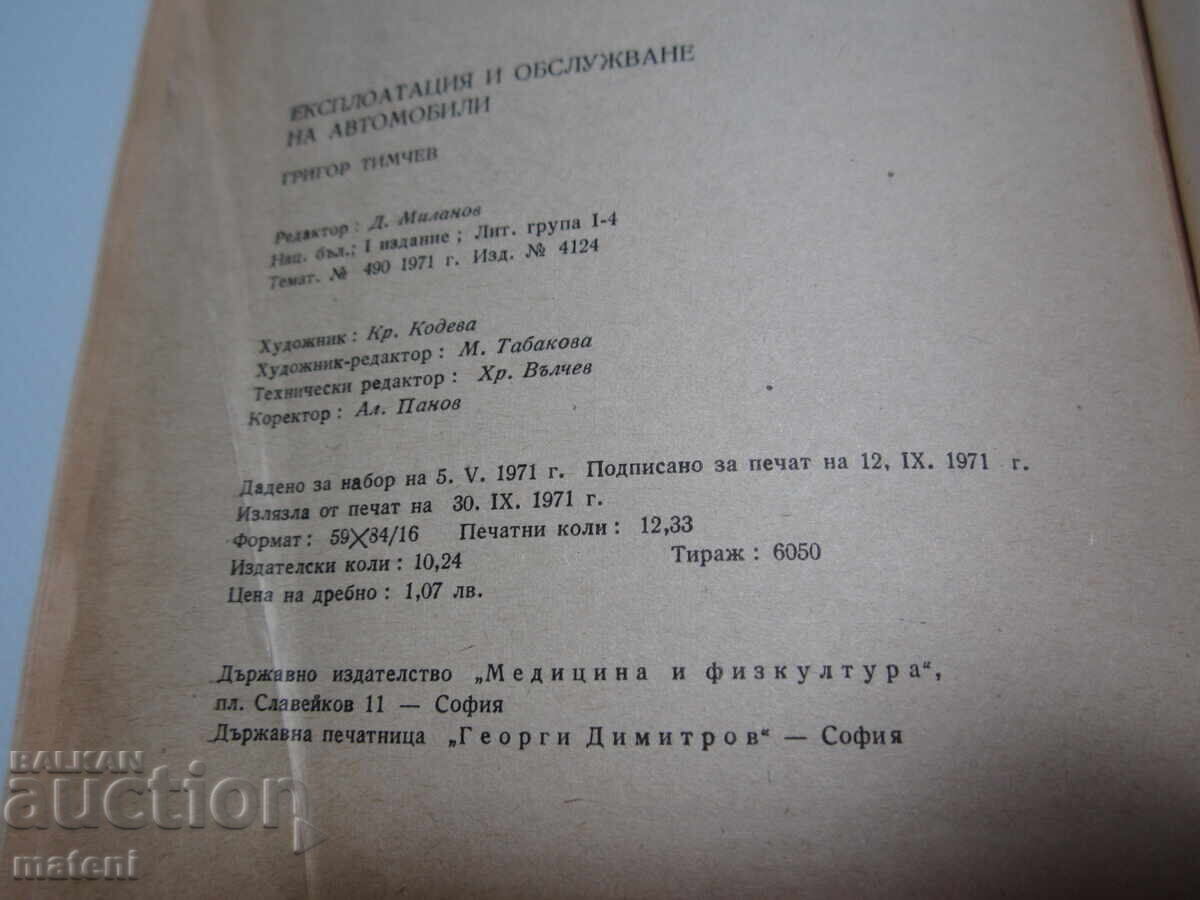 ЕКСПЛОАТАЦИЯ И ОБСЛУЖВАНЕ
НА АВТОМОБИЛИ
ГРИГОР ТИМЧЕВ
Редактор : Д. Миланов
Нац. бъл.; I издание ; Лит. група I-4
Темат. № 490 1971 г. Изд. № 4124
Художник : Кр. Кодева
Художник-редактор : М. Табакова
Технически редактор : Хр. Вълчев
Коректор : Ал. Панов
Дадено за набор на 5. V. 1971 г. Подписано за печат на 12, IX. 1971 г.
Излязла от печат на 30. IX. 1971 г.
Формат : 59×84/16 Печатни коли : 12,33
Издателски коли : 10,24 Тираж : 6050
Цена на дребно : 1,07 лв.
Държавно издателство „Медицина и физкултура“,
пл. Славейков 11 — София
Държавна печатница „Георги Димитров“ — София
BALKAN
auction
mateni